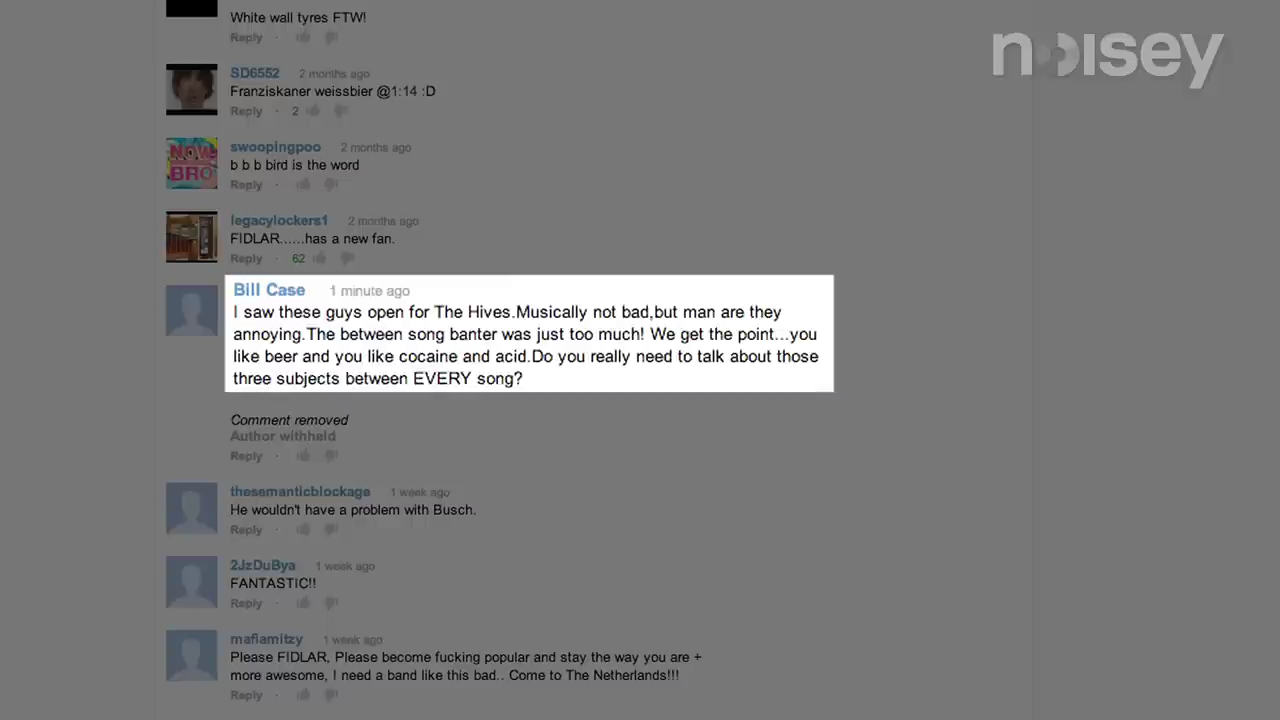 White wall tyres FTW!
Reply ·
noisey
SD6552 2 months ago
Franziskaner weissbier @1:14 :D
Reply · 2
NOW BRO
swoopingpoo 2 months ago
b b b bird is the word
Reply ·
legacylockers1 2 months ago
FIDLAR......has a new fan.
Reply · 62
Bill Case 1 minute ago
I saw these guys open for The Hives.Musically not bad,but man are they
annoying.The between song banter was just too much! We get the point...you
like beer and you like cocaine and acid.Do you really need to talk about those
three subjects between EVERY song?
Comment removed
Author withheld
Reply ·
thesemanticblockage 1 week ago
He wouldn't have a problem with Busch.
Reply ·
2JzDuBya 1 week ago
FANTASTIC!!
Reply ·
mafiamitzy 1 week ago
Please FIDLAR, Please become fucking popular and stay the way you are +
more awesome, I need a band like this bad.. Come to The Netherlands!!!
Reply ·